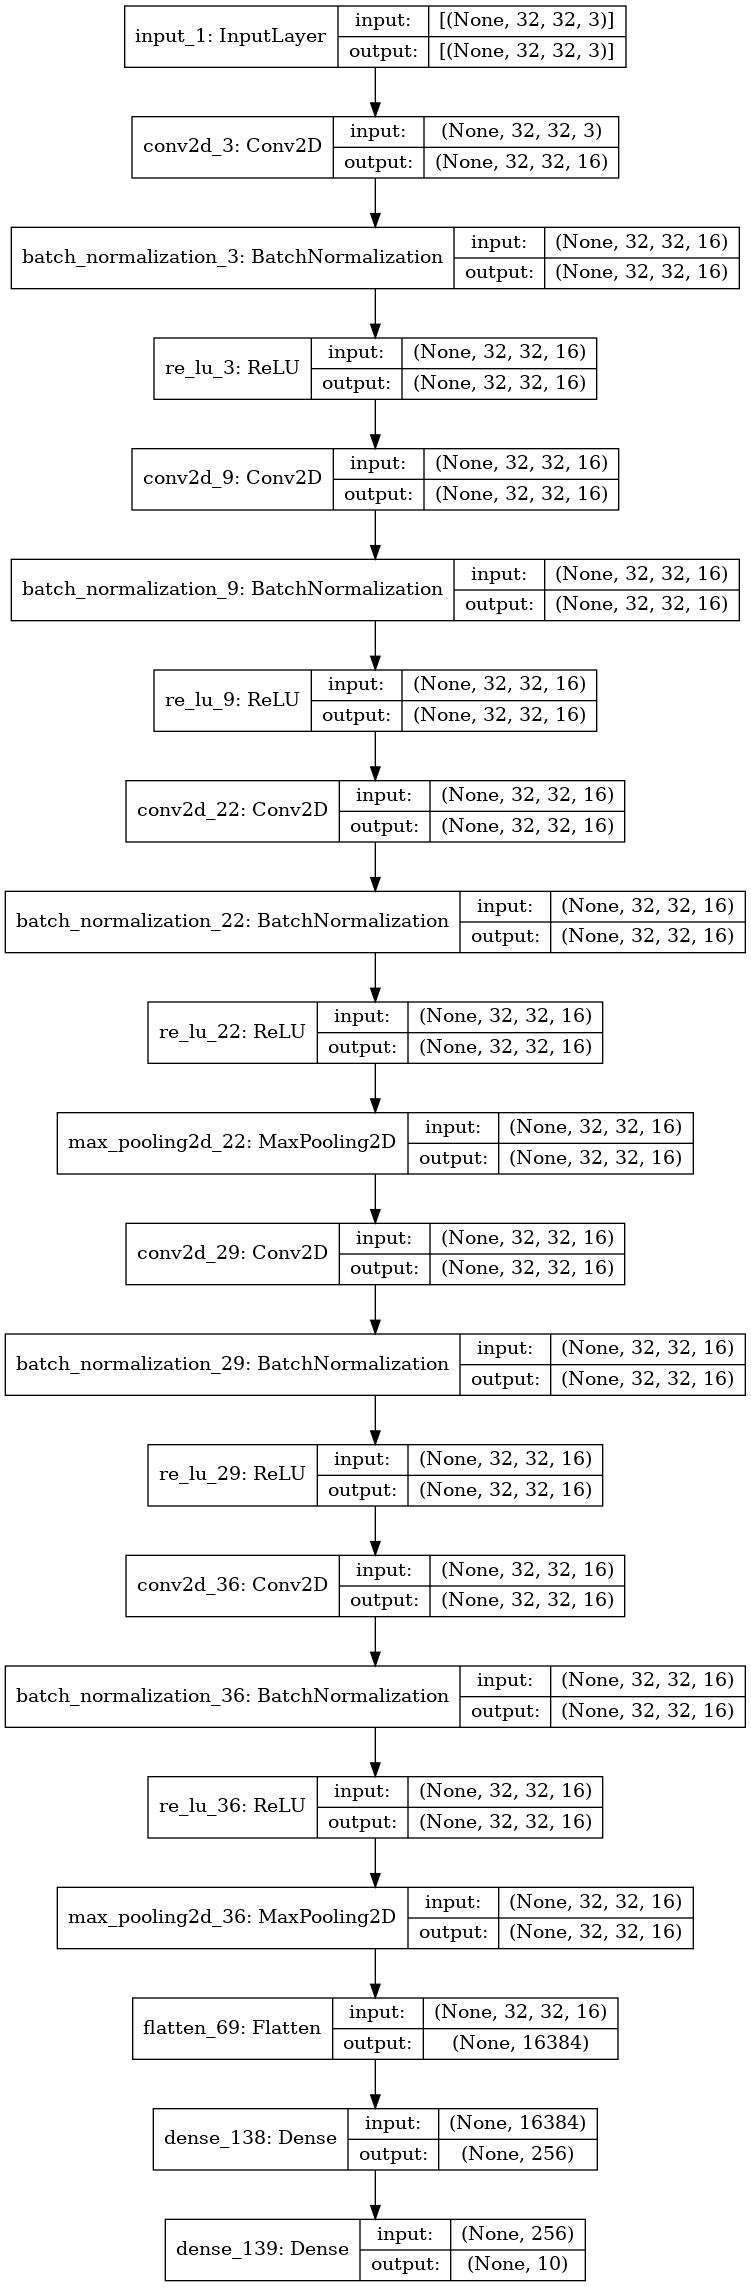 input_1: InputLayer
input: [(None, 32, 32, 3)]
output: [(None, 32, 32, 3)]
conv2d_3: Conv2D
input: (None, 32, 32, 3)
output: (None, 32, 32, 16)
batch_normalization_3: BatchNormalization
input: (None, 32, 32, 16)
output: (None, 32, 32, 16)
re_lu_3: ReLU
input: (None, 32, 32, 16)
output: (None, 32, 32, 16)
conv2d_9: Conv2D
input: (None, 32, 32, 16)
output: (None, 32, 32, 16)
batch_normalization_9: BatchNormalization
input: (None, 32, 32, 16)
output: (None, 32, 32, 16)
re_lu_9: ReLU
input: (None, 32, 32, 16)
output: (None, 32, 32, 16)
conv2d_22: Conv2D
input: (None, 32, 32, 16)
output: (None, 32, 32, 16)
batch_normalization_22: BatchNormalization
input: (None, 32, 32, 16)
output: (None, 32, 32, 16)
re_lu_22: ReLU
input: (None, 32, 32, 16)
output: (None, 32, 32, 16)
max_pooling2d_22: MaxPooling2D
input: (None, 32, 32, 16)
output: (None, 32, 32, 16)
conv2d_29: Conv2D
input: (None, 32, 32, 16)
output: (None, 32, 32, 16)
batch_normalization_29: BatchNormalization
input: (None, 32, 32, 16)
output: (None, 32, 32, 16)
re_lu_29: ReLU
input: (None, 32, 32, 16)
output: (None, 32, 32, 16)
conv2d_36: Conv2D
input: (None, 32, 32, 16)
output: (None, 32, 32, 16)
batch_normalization_36: BatchNormalization
input: (None, 32, 32, 16)
output: (None, 32, 32, 16)
re_lu_36: ReLU
input: (None, 32, 32, 16)
output: (None, 32, 32, 16)
max_pooling2d_36: MaxPooling2D
input: (None, 32, 32, 16)
output: (None, 32, 32, 16)
flatten_69: Flatten
input: (None, 32, 32, 16)
output: (None, 16384)
dense_138: Dense
input: (None, 16384)
output: (None, 256)
dense_139: Dense
input: (None, 256)
output: (None, 10)